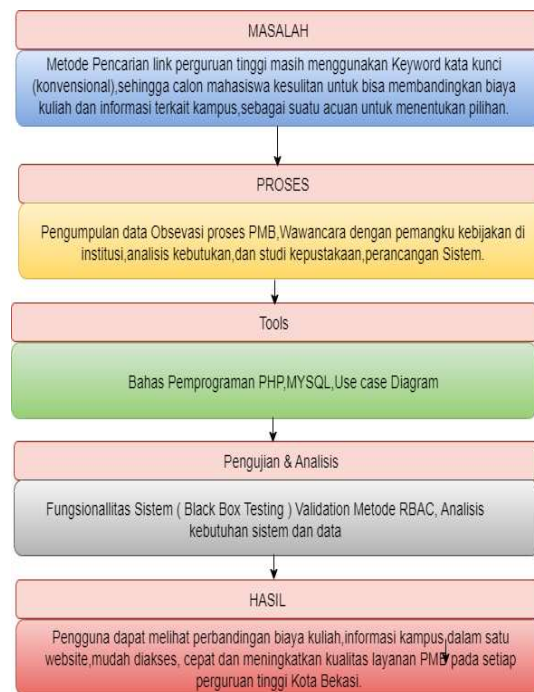 MASALAH
Metode Pencarian link perguruan tinggi masih menggunakan Keyword kata kunci
(konvensional),sehingga calon mahasiswa kesulitan untuk bisa membandingkan biaya
kuliah dan informasi terkait kampus,sebagai suatu acuan untuk menentukan pilihan.
PROSES
Pengumpulan data Obsevasi proses PMB,Wawancara dengan pemangku kebijakan di
institusi,analisis kebutukan,dan studi kepustakaan,perancangan Sistem.
Tools
Bahas Pemprograman PHP,MYSQL,Use case Diagram
Pengujian & Analisis
Fungsionallitas Sistem ( Black Box Testing ) Validation Metode RBAC, Analisis
kebutuhan sistem dan data
HASIL
Pengguna dapat melihat perbandingan biaya kuliah,informasi kampus,dalam satu
website,mudah diakses, cepat dan meningkatkan kualitas layanan PMB pada setiap
perguruan tinggi Kota Bekasi.